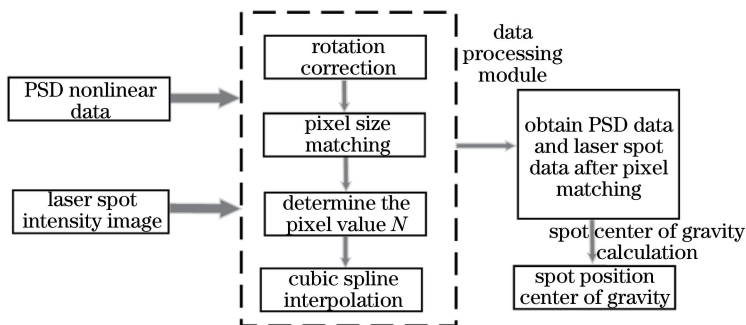 PSD nonlinear
data
laser spot
intensity image
rotation
correction
pixel size
matching
determine the
pixel value N
cubic spline
interpolation
data
processing
module
obtain PSD data
and laser spot
data after pixel
matching
spot center of gravity
calculation
spot position
center of gravity